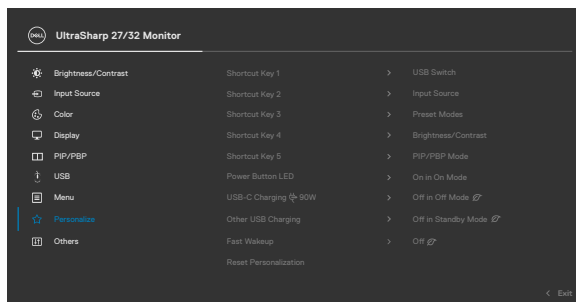 DELL UltraSharp 27/32 Monitor
Brightness/Contrast Shortcut Key 1 > USB Switch
Input Source Shortcut Key 2 > Input Source
Color Shortcut Key 3 > Preset Modes
Display Shortcut Key 4 > Brightness/Contrast
PIP/PBP Shortcut Key 5 > PIP/PBP Mode
USB Power Button LED > On in On Mode
Menu USB-C Charging 90W > Off in Off Mode
Personalize Other USB Charging > Off in Standby Mode
Others Fast Wakeup > Off
Reset Personalization
< Exit